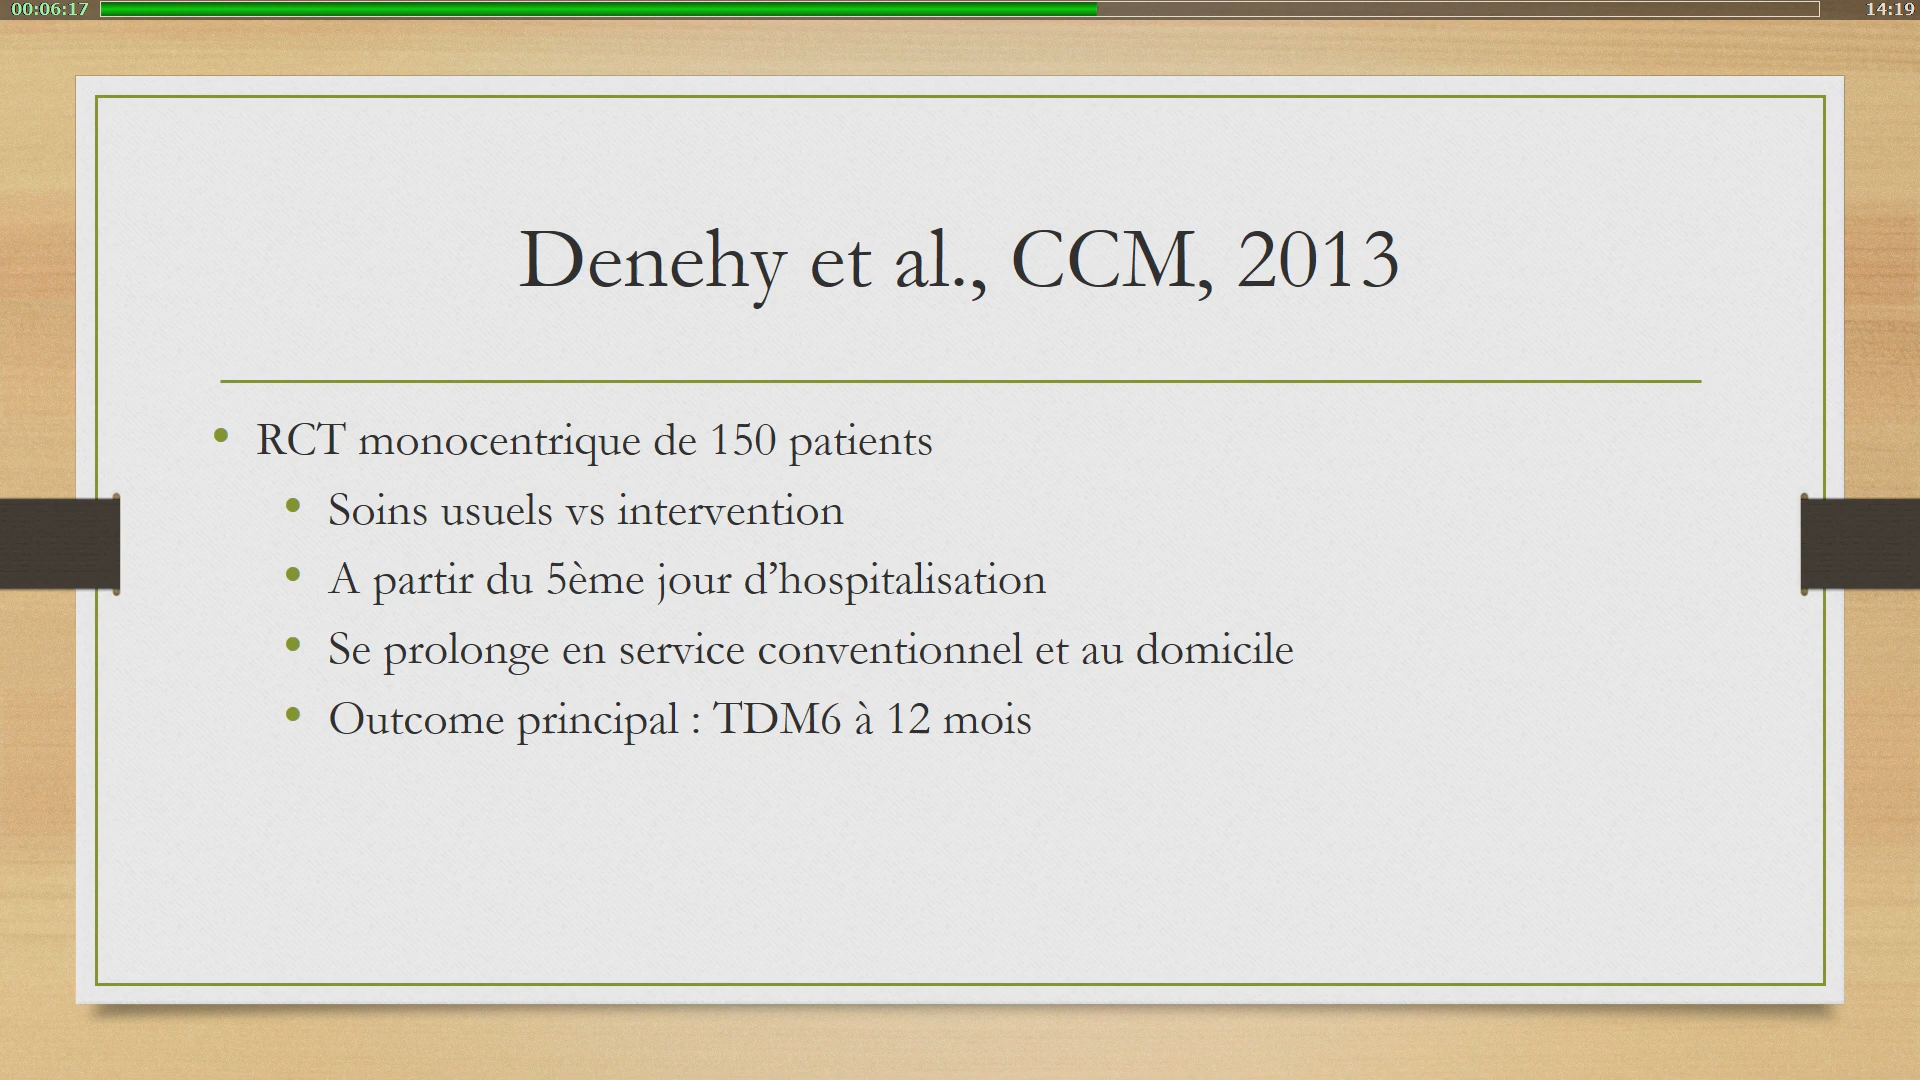 00:06:17
14:19
Denehy et al., CCM, 2013
• RCT monocentrique de 150 patients
• Soins usuels vs intervention
• A partir du 5ème jour d’hospitalisation
• Se prolonge en service conventionnel et au domicile
• Outcome principal : TDM6 à 12 mois